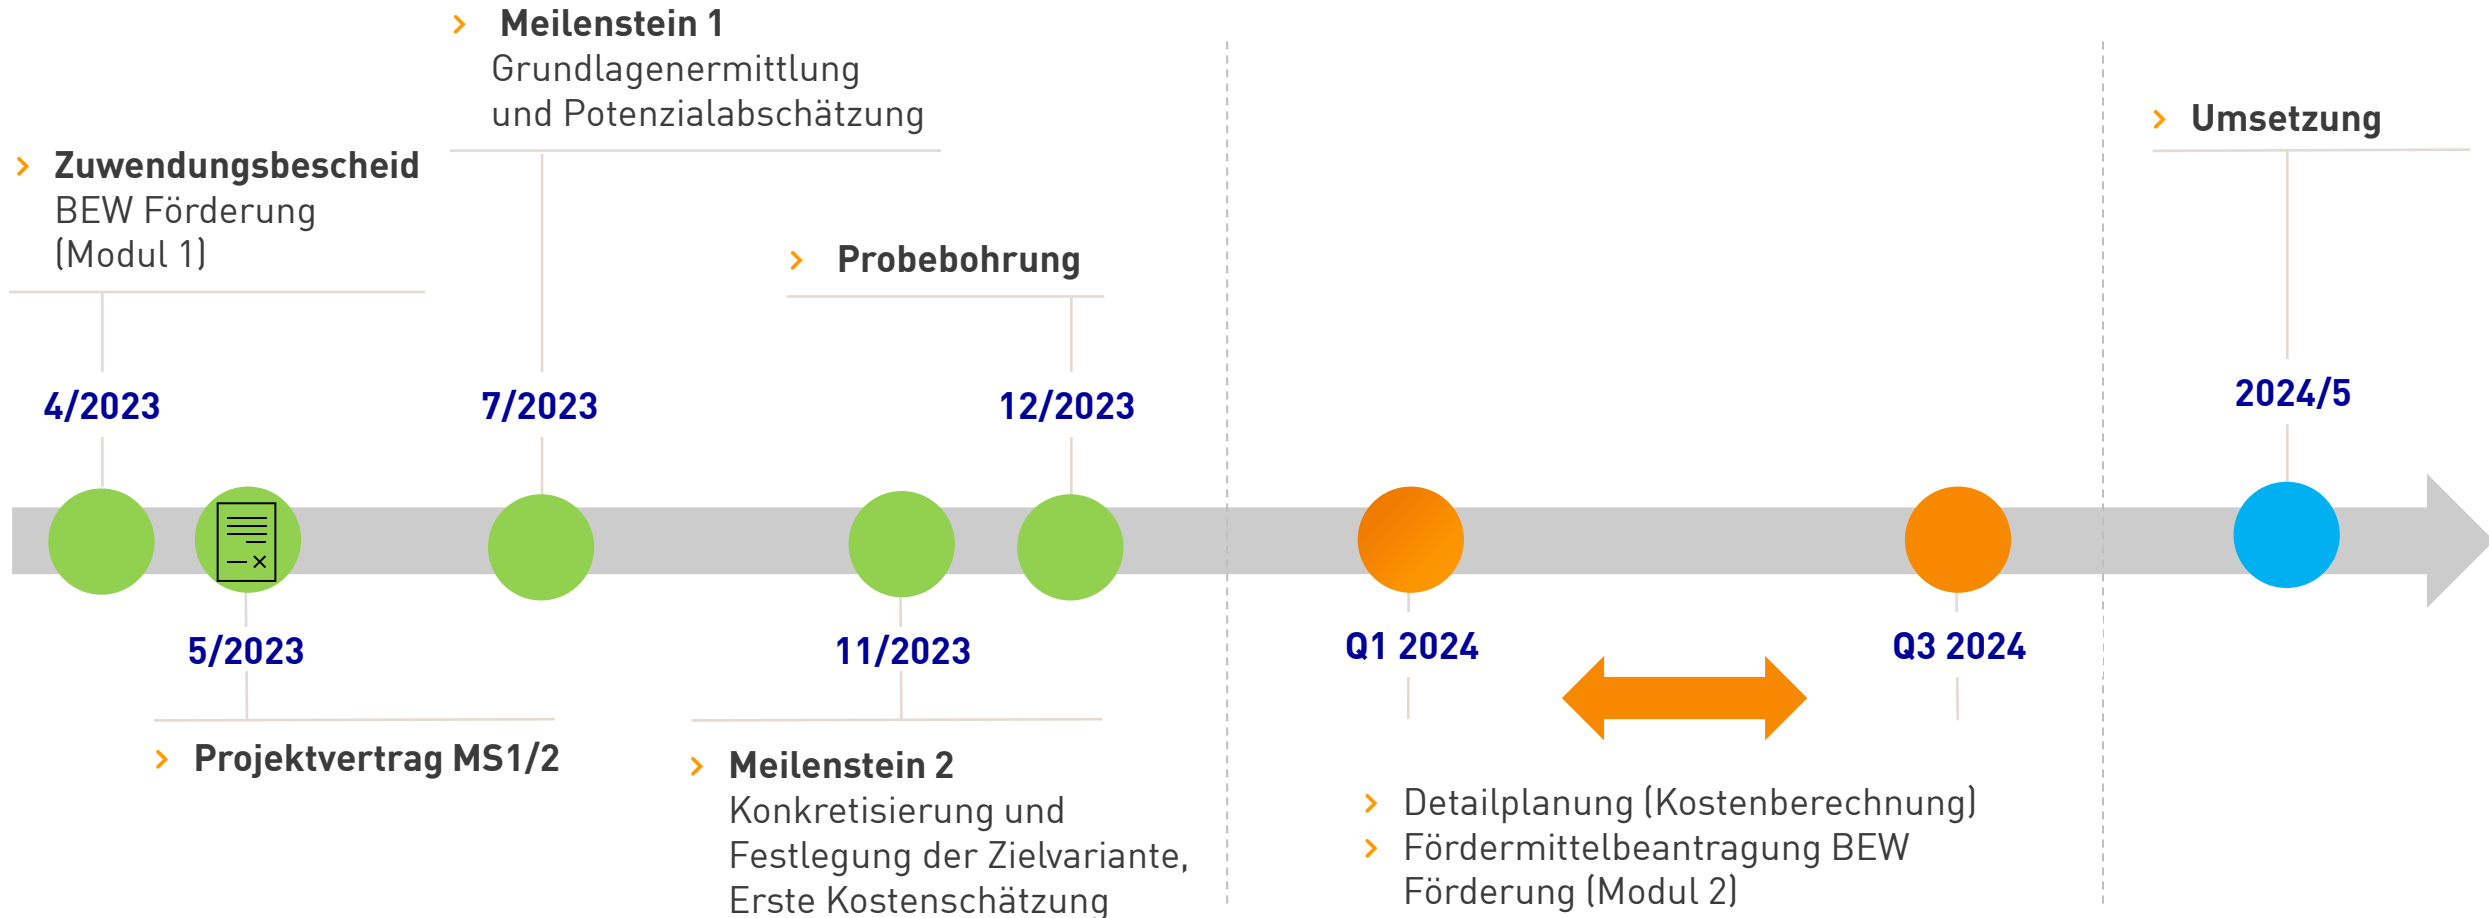 Meilenstein 1
Grundlagenermittlung
und Potenzialabschätzung
Zuwendungsbescheid
BEW Förderung
(Modul 1)
Probebohrung
Umsetzung
4/2023
7/2023
12/2023
2024/5
5/2023
11/2023
Q1 2024
Q3 2024
Projektvertrag MS1/2
Meilenstein 2
Konkretisierung und
Festlegung der Zielvariante,
Erste Kostenschätzung
Detailplanung (Kostenberechnung)
Fördermittelbeantragung BEW
Förderung (Modul 2)